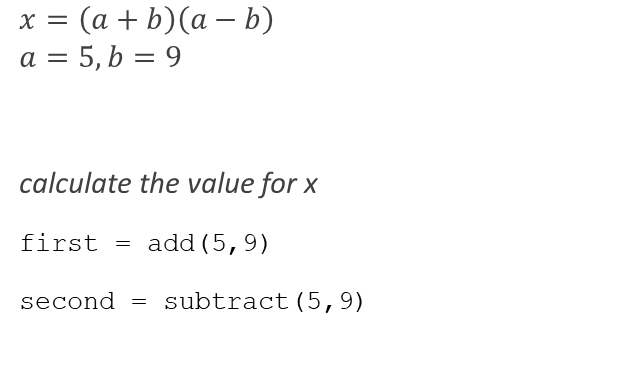 x = (a + b)(a − b)
a = 5, b = 9
calculate the value for x
first = add(5,9)
second = subtract(5,9)